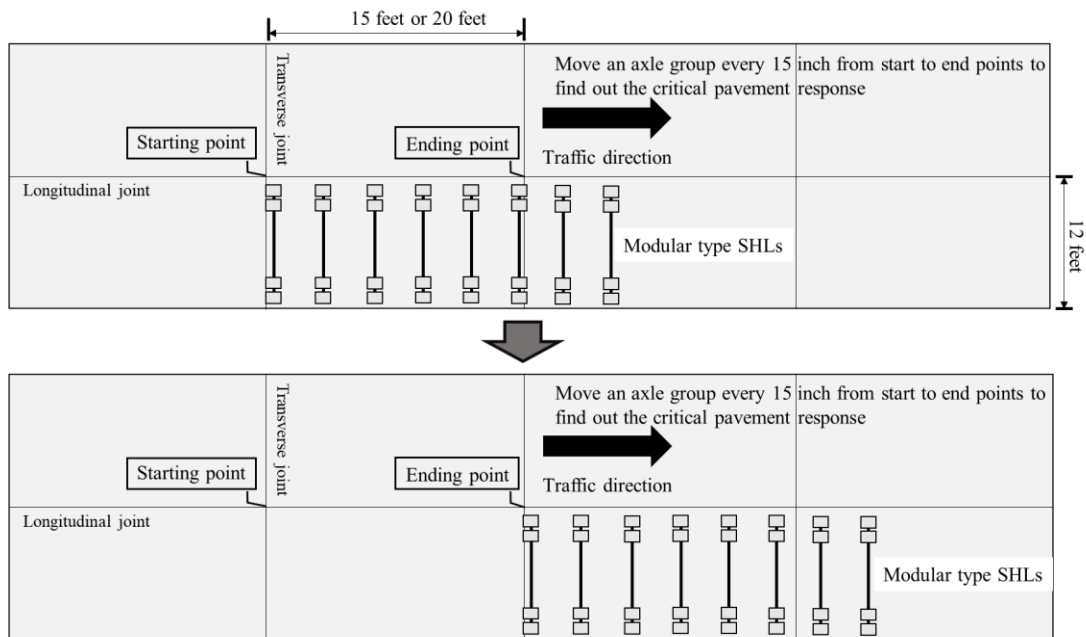 15 feet or 20 feet
Transverse joint
Move an axle group every 15 inch from start to end points to
find out the critical pavement response
Starting point
Ending point
Traffic direction
Longitudinal joint
Modular type SHLs
12 feet
Transverse joint
Move an axle group every 15 inch from start to end points to
find out the critical pavement response
Starting point
Ending point
Traffic direction
Longitudinal joint
Modular type SHLs